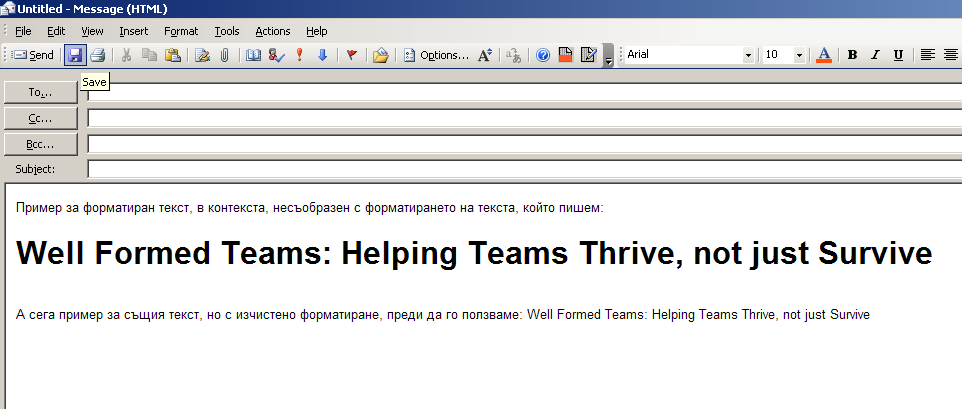 Untitled - Message (HTML)
File Edit View Insert Format Tools Actions Help
Send Options... Arial 10 A B I U
Save
To...
Cc...
Bcc...
Subject:
Пример за форматиран текст, в контекста, несъобразен с форматирането на текста, който пишем:
Well Formed Teams: Helping Teams Thrive, not just Survive
А сега пример за същия текст, но с изчистено форматиране, преди да го ползваме: Well Formed Teams: Helping Teams Thrive, not just Survive